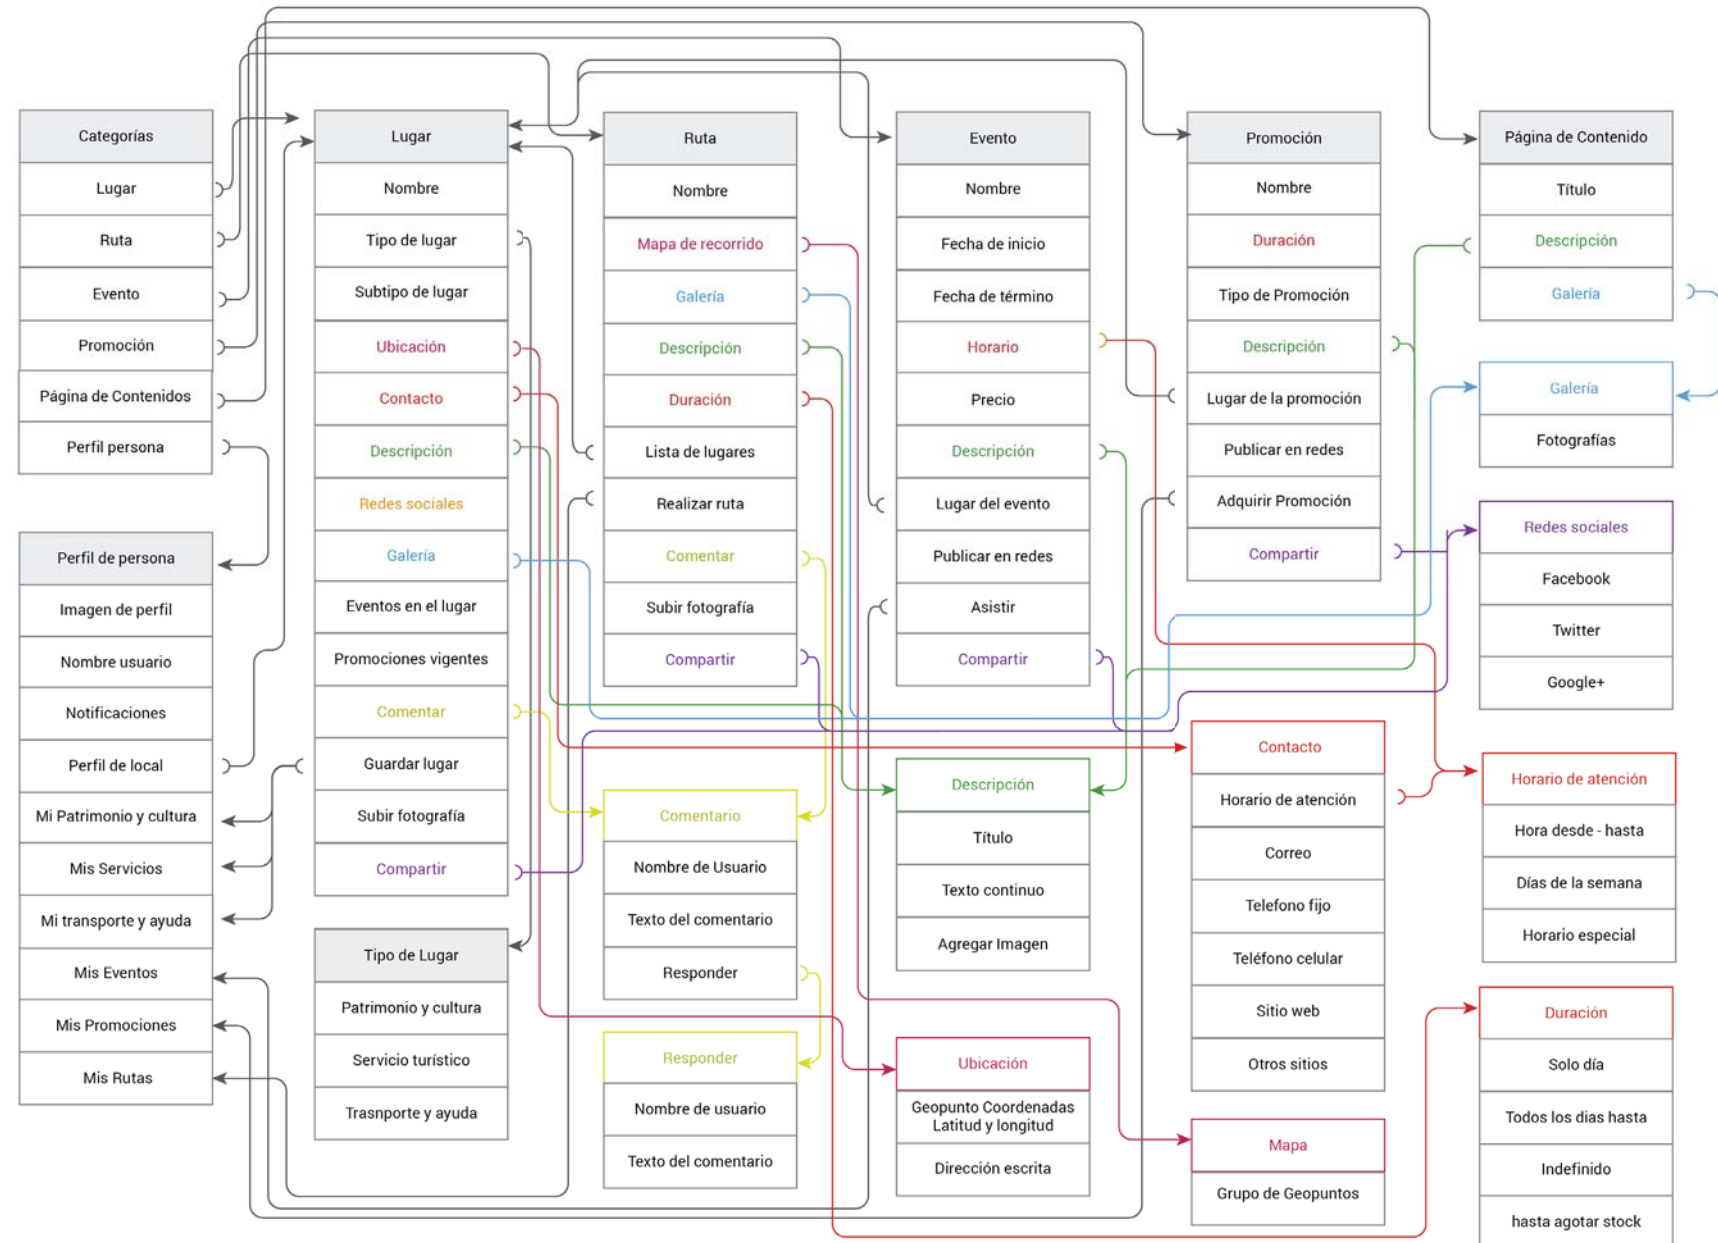 Categorías
Lugar
Ruta
Evento
Promoción
Página de Contenidos
Perfil persona
Perfil de persona
Imagen de perfil
Nombre usuario
Notificaciones
Perfil de local
Mi Patrimonio y cultura
Mis Servicios
Mi transporte y ayuda
Mis Eventos
Mis Promociones
Mis Rutas
Lugar
Nombre
Tipo de lugar
Subtipo de lugar
Ubicación
Contacto
Descripción
Redes sociales
Galería
Eventos en el lugar
Promociones vigentes
Comentar
Guardar lugar
Subir fotografía
Compartir
Tipo de Lugar
Patrimonio y cultura
Servicio turístico
Trasnporte y ayuda
Ruta
Nombre
Mapa de recorrido
Galería
Descripción
Duración
Lista de lugares
Realizar ruta
Comentar
Subir fotografía
Compartir
Comentario
Nombre de Usuario
Texto del comentario
Responder
Responder
Nombre de usuario
Texto del comentario
Evento
Nombre
Fecha de inicio
Fecha de término
Horario
Precio
Descripción
Lugar del evento
Publicar en redes
Asistir
Compartir
Descripción
Título
Texto continuo
Agregar Imagen
Ubicación
Geopunto Coordenadas
Latitud y longitud
Dirección escrita
Promoción
Nombre
Duración
Tipo de Promoción
Descripción
Lugar de la promoción
Publicar en redes
Adquirir Promoción
Compartir
Contacto
Horario de atención
Correo
Telefono fijo
Teléfono celular
Sitio web
Otros sitios
Mapa
Grupo de Geopuntos
Página de Contenido
Título
Descripción
Galería
Galería
Fotografías
Redes sociales
Facebook
Twitter
Google+
Horario de atención
Hora desde - hasta
Días de la semana
Horario especial
Duración
Solo día
Todos los dias hasta
Indefinido
hasta agotar stock